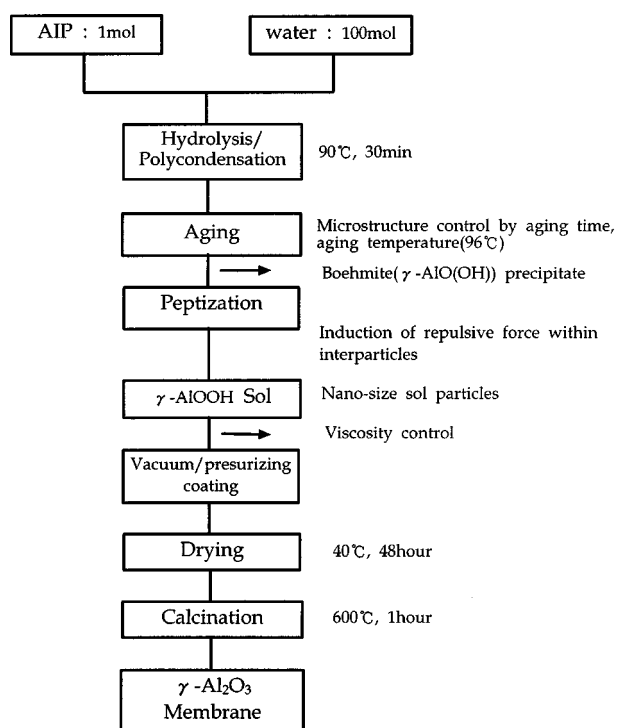 AIP : 1mol
water : 100mol
Hydrolysis/
Polycondensation
90℃, 30min
Aging
Microstructure control by aging time,
aging temperature(96℃)
Boehmite(γ-AlO(OH)) precipitate
Peptization
Induction of repulsive force within
interparticles
γ-AlOOH Sol
Nano-size sol particles
Viscosity control
Vacuum/presurizing
coating
Drying
40℃, 48hour
Calcination
600℃, 1hour
γ-Al₂O₃
Membrane